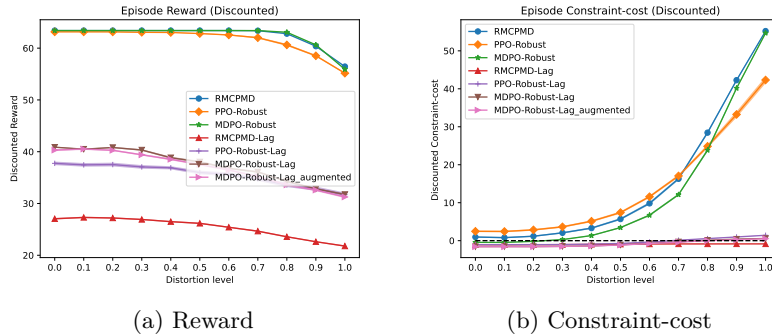 Episode Reward (Discounted)
Discounted Reward
60
50
40
30
20
RMCPMD
PPO-Robust
MDPO-Robust
RMCPMD-Lag
PPO-Robust-Lag
MDPO-Robust-Lag
MDPO-Robust-Lag_augmented
0.0 0.1 0.2 0.3 0.4 0.5 0.6 0.7 0.8 0.9 1.0
Distortion level
(a) Reward
Episode Constraint-cost (Discounted)
Discounted Constraint-cost
50
40
30
20
10
0
RMCPMD
PPO-Robust
MDPO-Robust
RMCPMD-Lag
PPO-Robust-Lag
MDPO-Robust-Lag
MDPO-Robust-Lag_augmented
0.0 0.1 0.2 0.3 0.4 0.5 0.6 0.7 0.8 0.9 1.0
Distortion level
(b) Constraint-cost